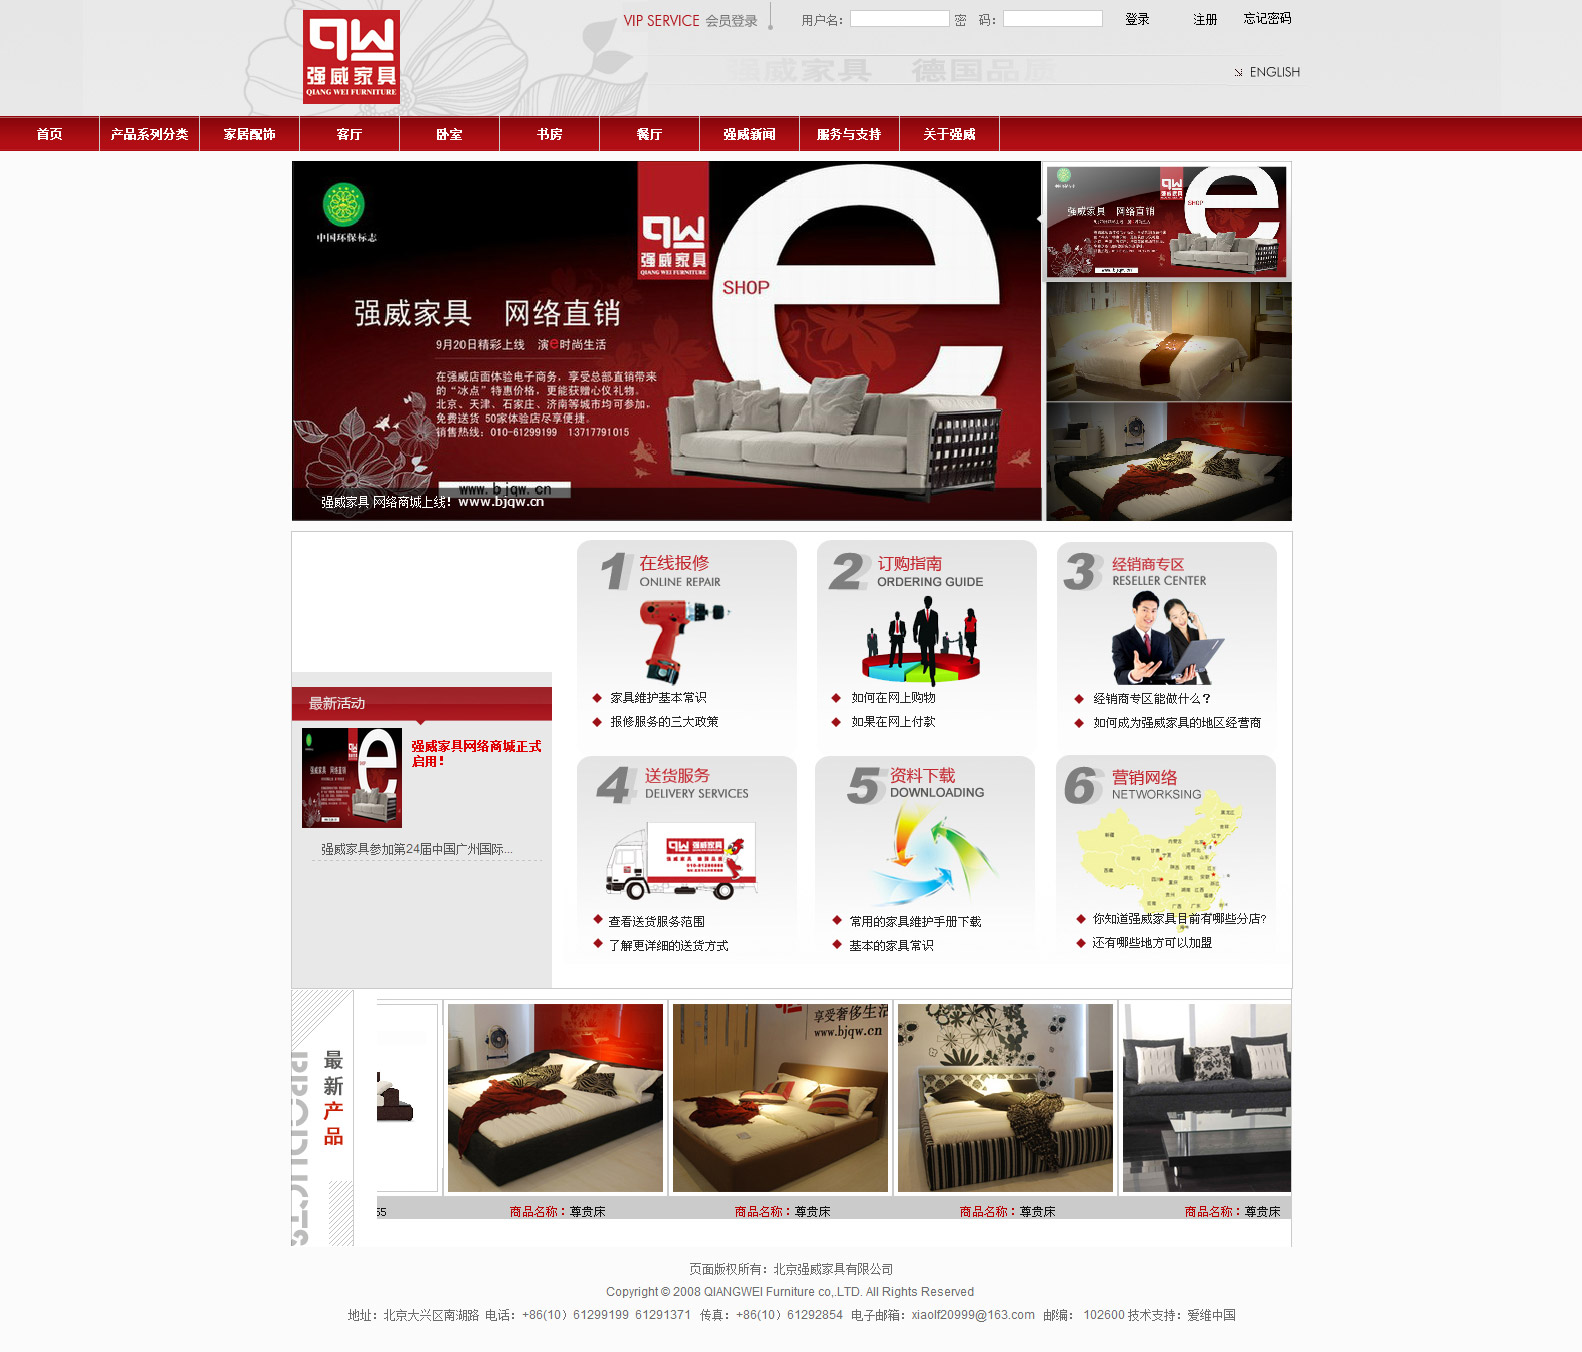 qw
强威家具
QIANG WEI FURNITURE
VIP SERVICE 会员登录
用户名：
密 码：
登录
注册
忘记密码
强威家具 德国品质
ENGLISH
首页
产品系列分类
家居配饰
客厅
卧室
书房
餐厅
强威新闻
服务与支持
关于强威
中国环保标志
qw
强威家具
QIANG WEI FURNITURE
e
SHOP
强威家具 网络直销
9月20日精彩上线 演e时尚生活
在强威店面体验电子商务，享受总部直销带来
的“冰点”特惠价格，更能获赠心仪礼物。
北京、天津、石家庄、济南等城市均可参加，
免费送货 50家体验店尽享便捷。
销售热线：010-61299199 13717791015
www.bjqw.cn
强威家具 网络商城上线！www.bjqw.cn
强威家具 网络直销
SHOP
www.bjqw.cn
1 在线报修
ONLINE REPAIR
家具维护基本常识
报修服务的三大政策
2 订购指南
ORDERING GUIDE
如何在网上购物
如果在网上付款
3 经销商专区
RESELLER CENTER
经销商专区能做什么？
如何成为强威家具的地区经营商
最新活动
强威家具网络商城正式
启用！
强威家具参加第24届中国广州国际...
4 送货服务
DELIVERY SERVICES
qw 强威家具
查看送货服务范围
了解更详细的送货方式
5 资料下载
DOWNLOADING
常用的家具维护手册下载
基本的家具常识
6 营销网络
NETWORKSING
你知道强威家具目前有哪些分店?
还有哪些地方可以加盟
PRODUCTS
最新产品
享受奢侈生活
www.bjqw.cn
55
商品名称：尊贵床
商品名称：尊贵床
商品名称：尊贵床
商品名称：尊贵床
页面版权所有：北京强威家具有限公司
Copyright © 2008 QIANGWEI Furniture co,.LTD. All Rights Reserved
地址：北京大兴区南湖路 电话：+86(10）61299199 61291371 传真：+86(10）61292854 电子邮箱：xiaolf20999@163.com 邮编： 102600 技术支持：爱维中国